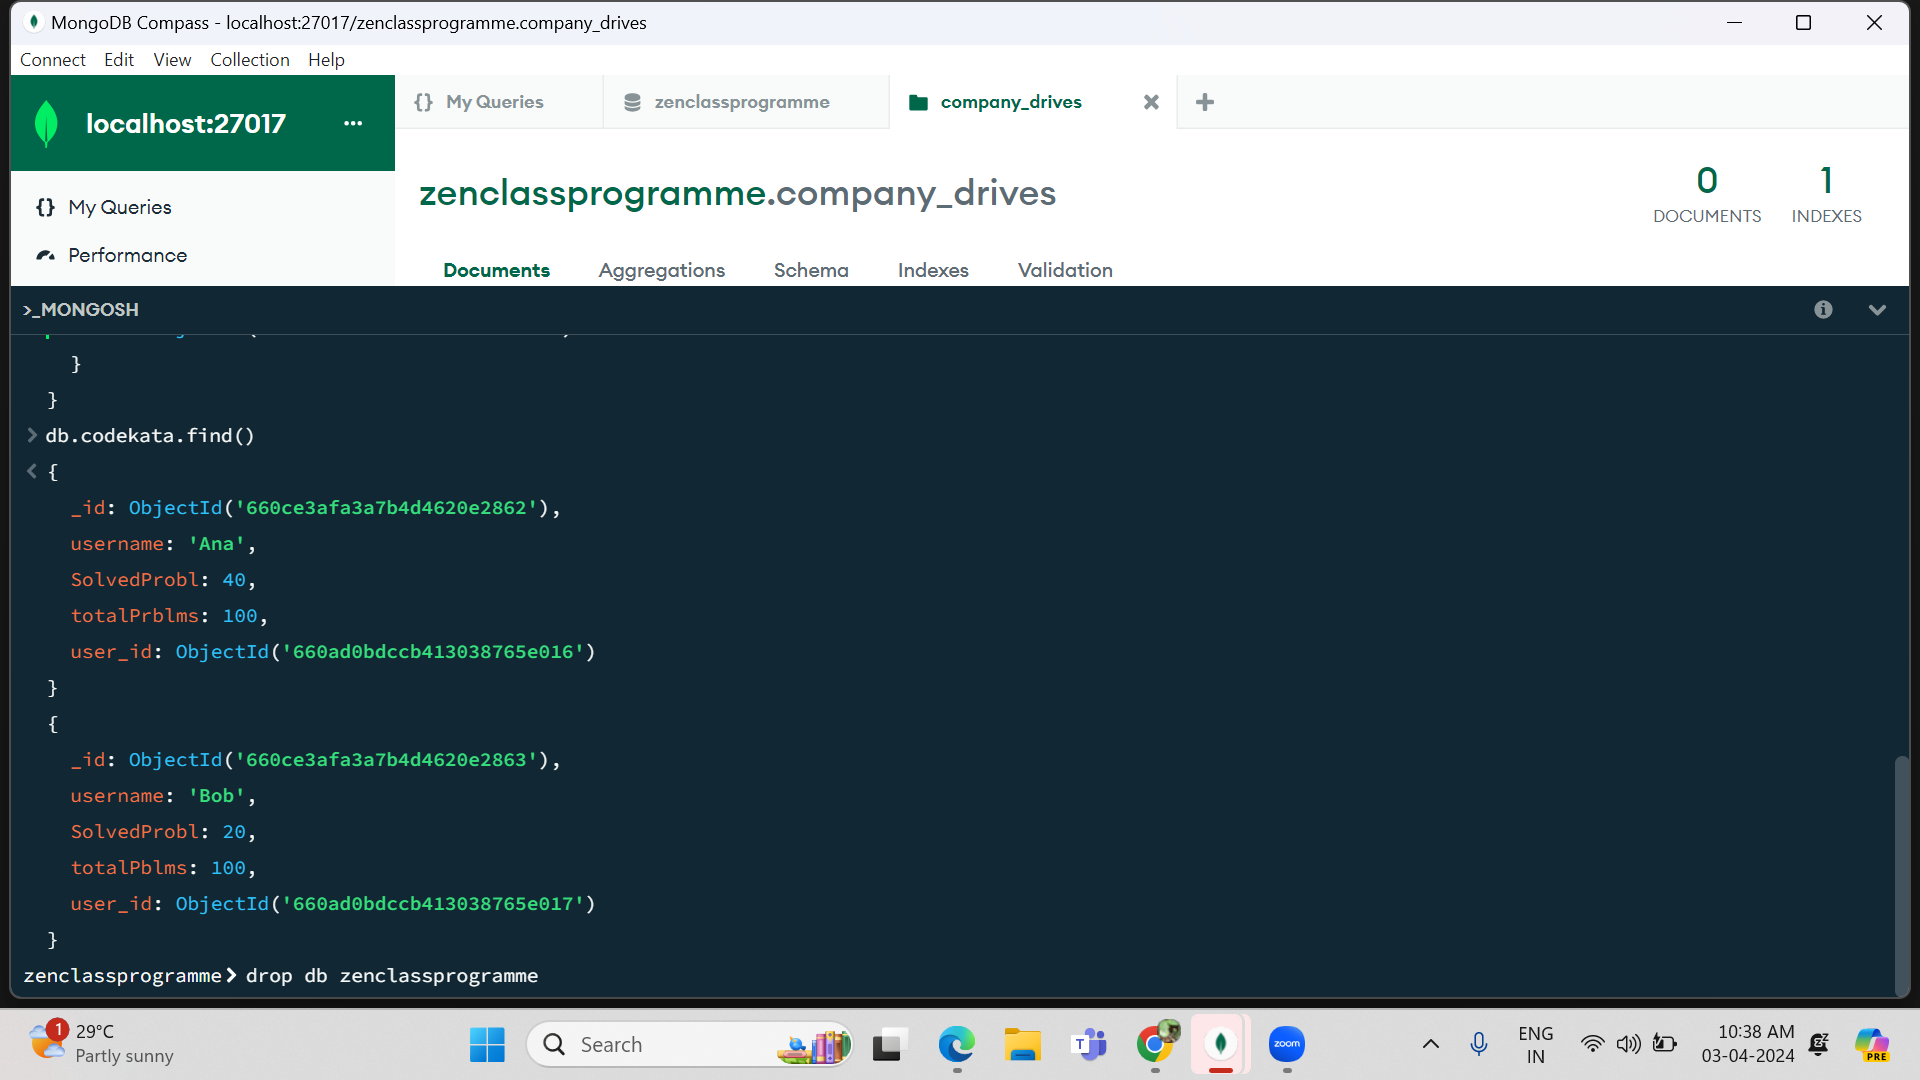 MongoDB Compass - localhost:27017/zenclassprogramme.company_drives
Connect Edit View Collection Help
localhost:27017 ...
{} My Queries
zenclassprogramme
company_drives
My Queries
Performance
zenclassprogramme.company_drives
0 DOCUMENTS
1 INDEXES
Documents Aggregations Schema Indexes Validation
>_MONGOSH
}
}
> db.codekata.find()
< {
_id: ObjectId('660ce3afa3a7b4d4620e2862'),
username: 'Ana',
SolvedProbl: 40,
totalPrblms: 100,
user_id: ObjectId('660ad0bdccb413038765e016')
}
{
_id: ObjectId('660ce3afa3a7b4d4620e2863'),
username: 'Bob',
SolvedProbl: 20,
totalPblms: 100,
user_id: ObjectId('660ad0bdccb413038765e017')
}
zenclassprogramme> drop db zenclassprogramme
1
29°C
Partly sunny
Search
T
zoom
ENG
IN
10:38 AM
03-04-2024
PRE